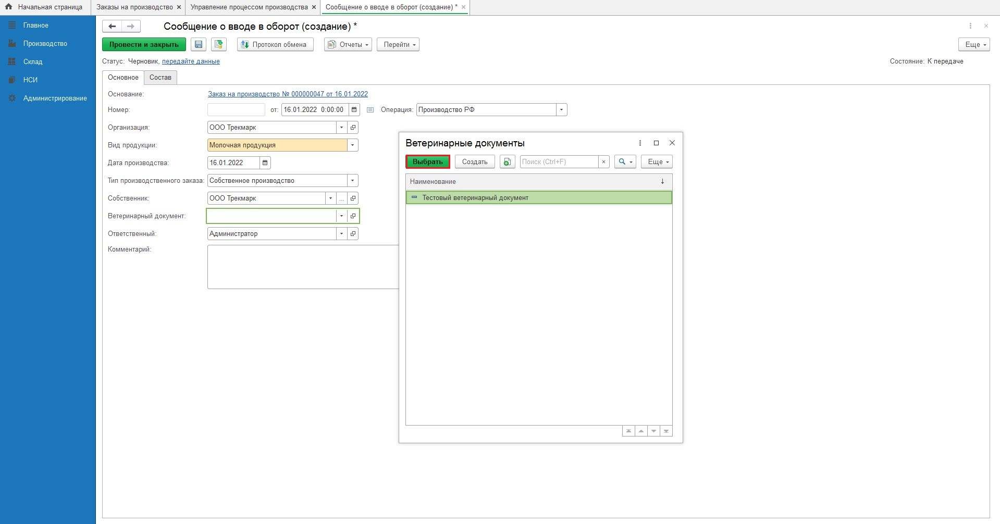 Начальная страница Заказы на производство × Управление процессом производства × Сообщение о вводе в оборот (создание) * ×
Главное
Производство
Склад
НСИ
Администрирование
Сообщение о вводе в оборот (создание) *
Провести и закрыть Протокол обмена Отчеты Перейти Еще
Статус: Черновик, передайте данные Состояние: К передаче
Основное Состав
Основание: Заказ на производство № 000000047 от 16.01.2022
Номер: от: 16.01.2022 0:00:00 Операция: Производство РФ
Организация: ООО Трекмарк
Вид продукции: Молочная продукция
Дата производства: 16.01.2022
Тип производственного заказа: Собственное производство
Собственник: ООО Трекмарк ...
Ветеринарный документ:
Ответственный: Администратор
Комментарий:
Ветеринарные документы
Выбрать Создать Поиск (Ctrl+F) × Еще
Наименование ↓
Тестовый ветеринарный документ